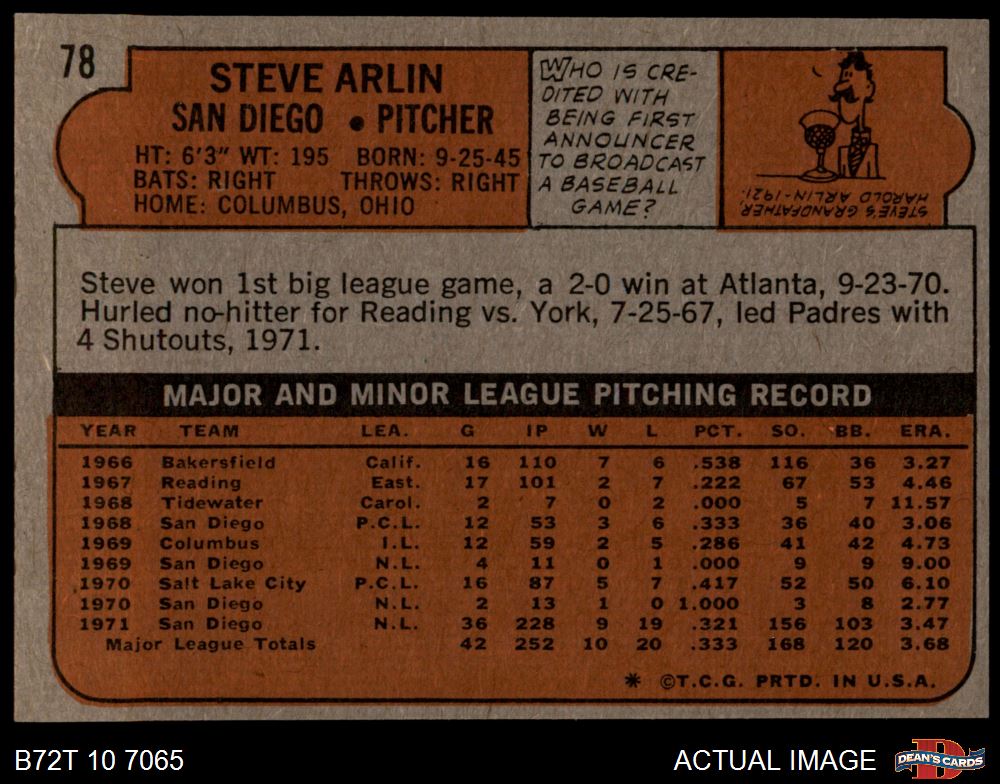 78
STEVE ARLIN
SAN DIEGO • PITCHER
HT: 6'3" WT: 195 BORN: 9-25-45
BATS: RIGHT THROWS: RIGHT
HOME: COLUMBUS, OHIO
WHO IS CRE-
DITED WITH
BEING FIRST
ANNOUNCER
TO BROADCAST
A BASEBALL
GAME?
STEVE'S GRANDFATHER
HAROLD ARLIN-1921.
Steve won 1st big league game, a 2-0 win at Atlanta, 9-23-70.
Hurled no-hitter for Reading vs. York, 7-25-67, led Padres with
4 Shutouts, 1971.
MAJOR AND MINOR LEAGUE PITCHING RECORD
YEAR TEAM LEA. G IP W L PCT. SO. BB. ERA.
1966 Bakersfield Calif. 16 110 7 6 .538 116 36 3.27
1967 Reading East. 17 101 2 7 .222 67 53 4.46
1968 Tidewater Carol. 2 7 0 2 .000 5 7 11.57
1968 San Diego P.C.L. 12 53 3 6 .333 36 40 3.06
1969 Columbus I.L. 12 59 2 5 .286 41 42 4.73
1969 San Diego N.L. 4 11 0 1 .000 9 9 9.00
1970 Salt Lake City P.C.L. 16 87 5 7 .417 52 50 6.10
1970 San Diego N.L. 2 13 1 0 1.000 3 8 2.77
1971 San Diego N.L. 36 228 9 19 .321 156 103 3.47
Major League Totals 42 252 10 20 .333 168 120 3.68
* ©T.C.G. PRTD. IN U.S.A.
B72T 10 7065
ACTUAL IMAGE
D
DEAN'S CARDS